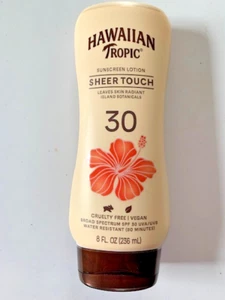 HAWAIIAN
TROPIC
SUNSCREEN LOTION
SHEER TOUCH
LEAVES SKIN RADIANT
ISLAND BOTANICALS
30
CRUELTY FREE | VEGAN
BROAD SPECTRUM SPF 30 UVA/UVB
WATER RESISTANT (80 MINUTES)
8 FL OZ (236 mL)